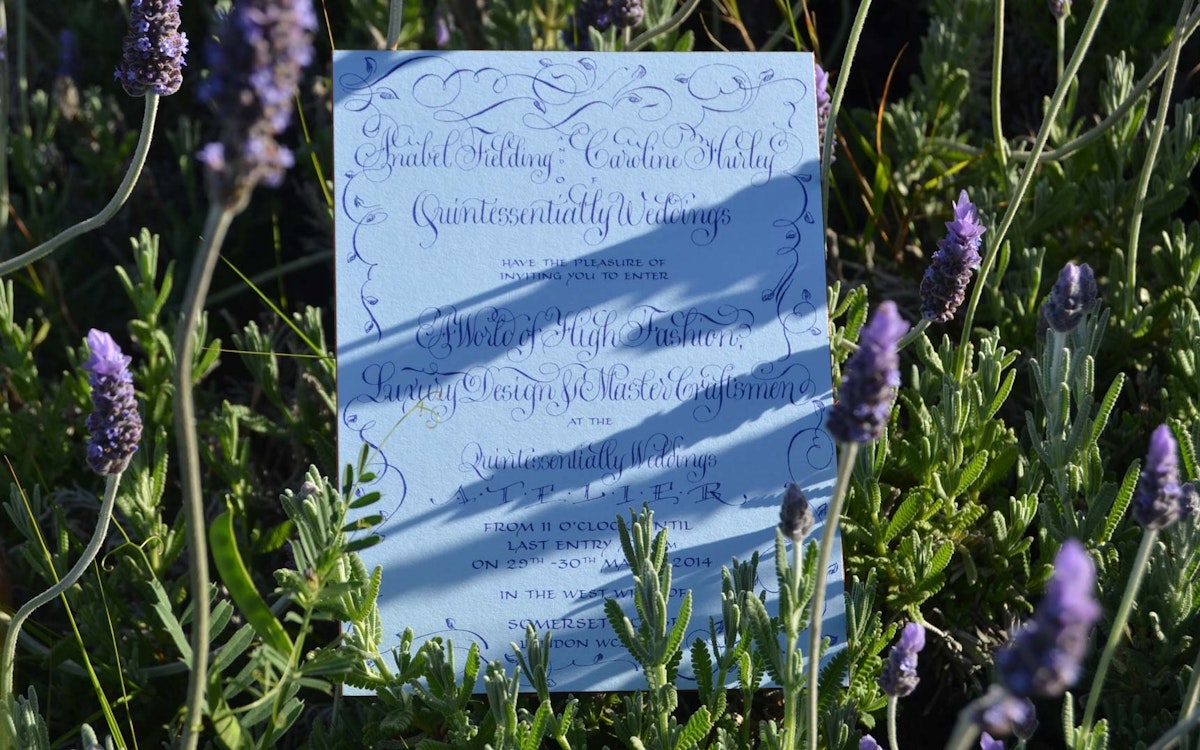 Anabel Fielding & Caroline Hurley
OF
Quintessentially Weddings
HAVE THE PLEASURE OF
INVITING YOU TO ENTER
A World of High Fashion,
Luxury Design & Master Craftsmen
AT THE
Quintessentially Weddings
A·T·E·L·I·E·R
FROM 11 O'CLOCK UNTIL
LAST ENTRY
ON 29TH -30TH 2014
IN THE WEST OF
SOMERSET
LONDON